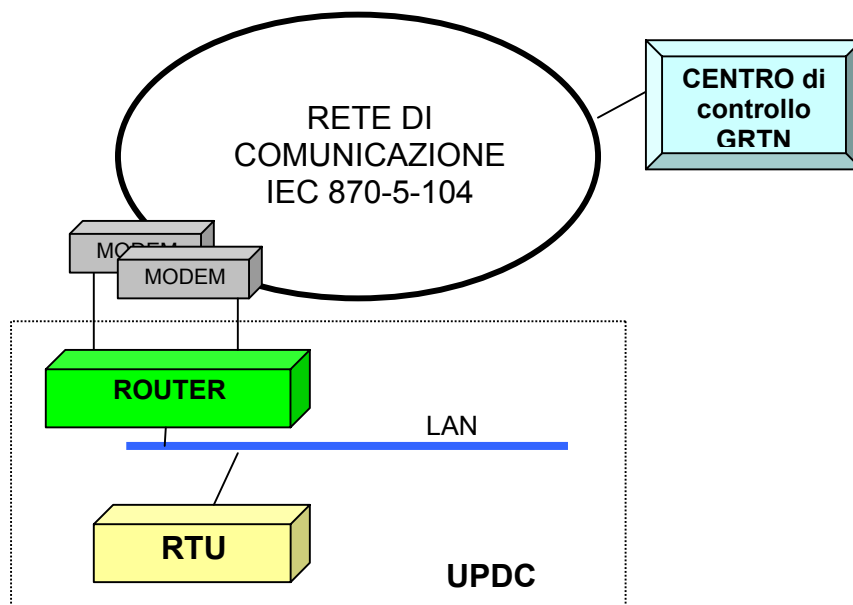 RETE DI
COMUNICAZIONE
IEC 870-5-104
CENTRO di
controllo
GRTN
MODEM
MODEM
ROUTER
LAN
RTU
UPDC